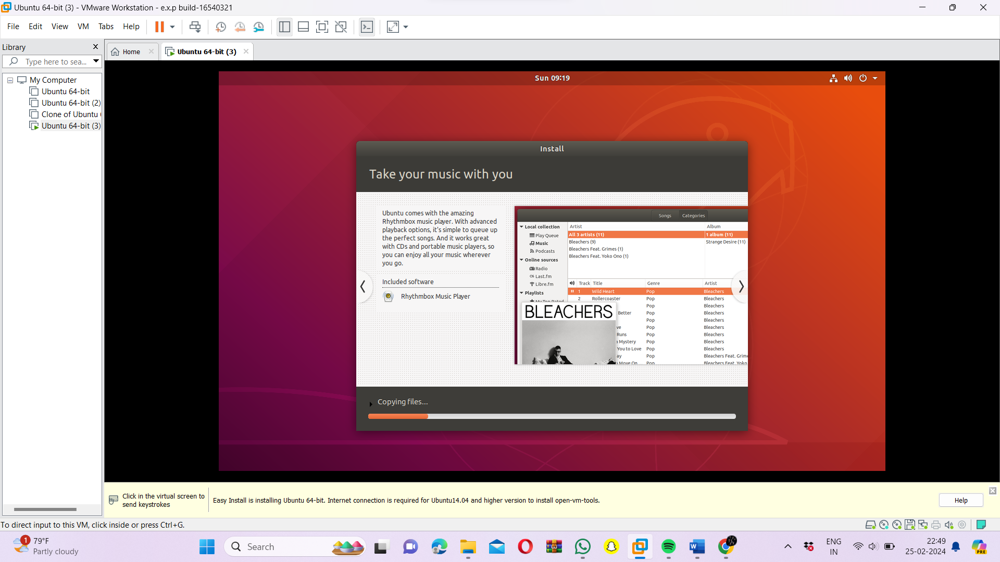 Ubuntu 64-bit (3) - VMware Workstation - e.x.p build-16540321
File Edit View VM Tabs Help
Library
Type here to sea...
My Computer
Ubuntu 64-bit
Ubuntu 64-bit (2)
Clone of Ubuntu
Ubuntu 64-bit (3)
Home
Ubuntu 64-bit (3)
Sun 09:19
Install
Take your music with you
Ubuntu comes with the amazing
Rhythmbox music player. With advanced
playback options, it's simple to queue up
the perfect songs. And it works great
with CDs and portable music players, so
you can enjoy all your music wherever
you go.
Included software
Rhythmbox Music Player
Songs Categories
Local collection
Play Queue
Music
Podcasts
Online sources
Radio
Last.fm
Libre.fm
Playlists
My Top Rated
Artist Album
All 3 artists (11) 1 album (11)
Bleachers (9) Strange Desire (11)
Bleachers Feat. Grimes (1)
Bleachers Feat. Yoko Ono (1)
Track Title Genre Artist
1 Wild Heart Pop Bleachers
2 Rollercoaster Pop Bleachers
Better Pop Bleachers
Pop Bleachers
ve Pop Bleachers
Runs Pop Bleachers
Mystery Pop Bleachers
You to Love Pop Bleachers
ay Pop Bleachers Feat. Grime
Move On... Pop Bleachers Feat. Yoko
BLEACHERS
Copying files...
Click in the virtual screen to
send keystrokes
Easy Install is installing Ubuntu 64-bit. Internet connection is required for Ubuntu14.04 and higher version to install open-vm-tools.
Help
To direct input to this VM, click inside or press Ctrl+G.
1
79°F
Partly cloudy
Search
ENG
IN
22:49
25-02-2024
PRE